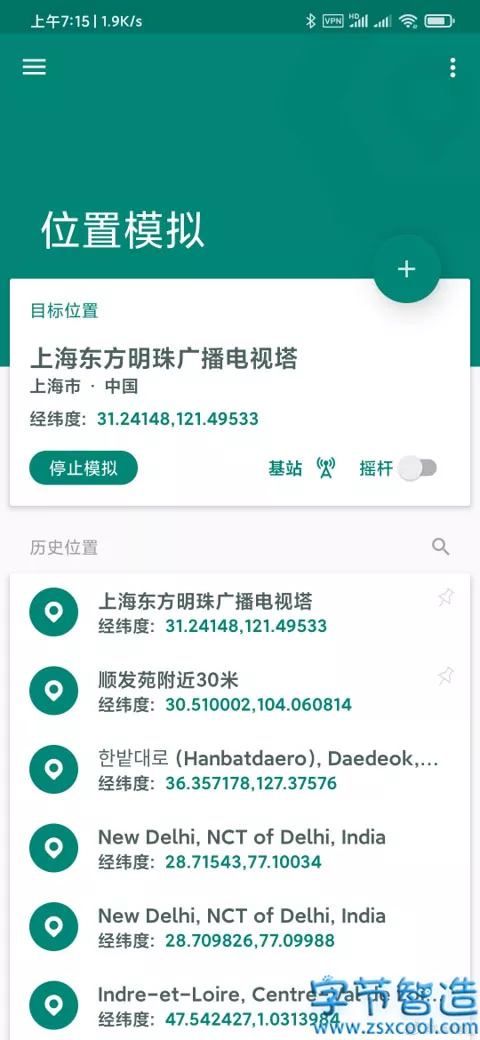 上午7:15 | 1.9K/s
VPN
HD
位置模拟
+
目标位置
上海东方明珠广播电视塔
上海市 · 中国
经纬度: 31.24148,121.49533
停止模拟 基站 摇杆
历史位置
上海东方明珠广播电视塔
经纬度: 31.24148,121.49533
顺发苑附近30米
经纬度: 30.510002,104.060814
한밭대로 (Hanbatdaero), Daedeok,...
经纬度: 36.357178,127.37576
New Delhi, NCT of Delhi, India
经纬度: 28.71543,77.10034
New Delhi, NCT of Delhi, India
经纬度: 28.709826,77.09988
Indre-et-Loire, Centre-Val de Loi...
字节智造
经纬度: 47.542427,1.0313984
www.zsxcool.com